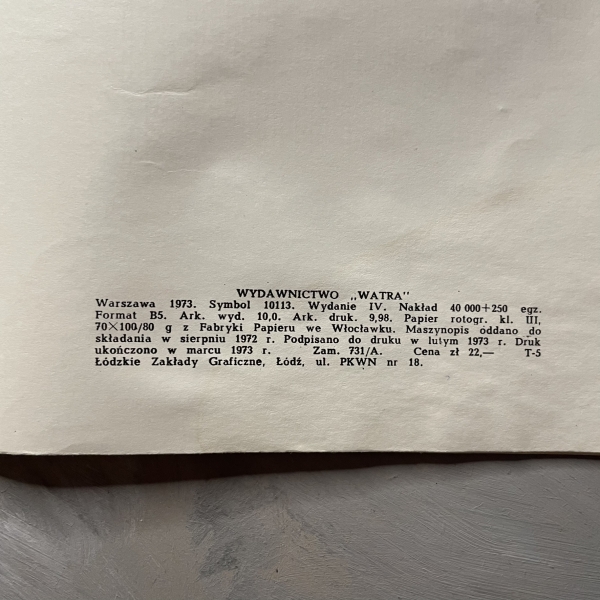 WYDAWNICTWO „WATRA"
Warszawa 1973. Symbol 10113. Wydanie IV. Nakład 40 000+250 egz.
Format B5. Ark. wyd. 10,0. Ark. druk. 9,98. Papier rotogr. kl. III,
70×100/80 g z Fabryki Papieru we Włocławku. Maszynopis oddano do
składania w sierpniu 1972 r. Podpisano do druku w lutym 1973 r. Druk
ukończono w marcu 1973 r. Zam. 731/A. Cena zł 22,— T-5
Łódzkie Zakłady Graficzne, Łódź, ul. PKWN nr 18.